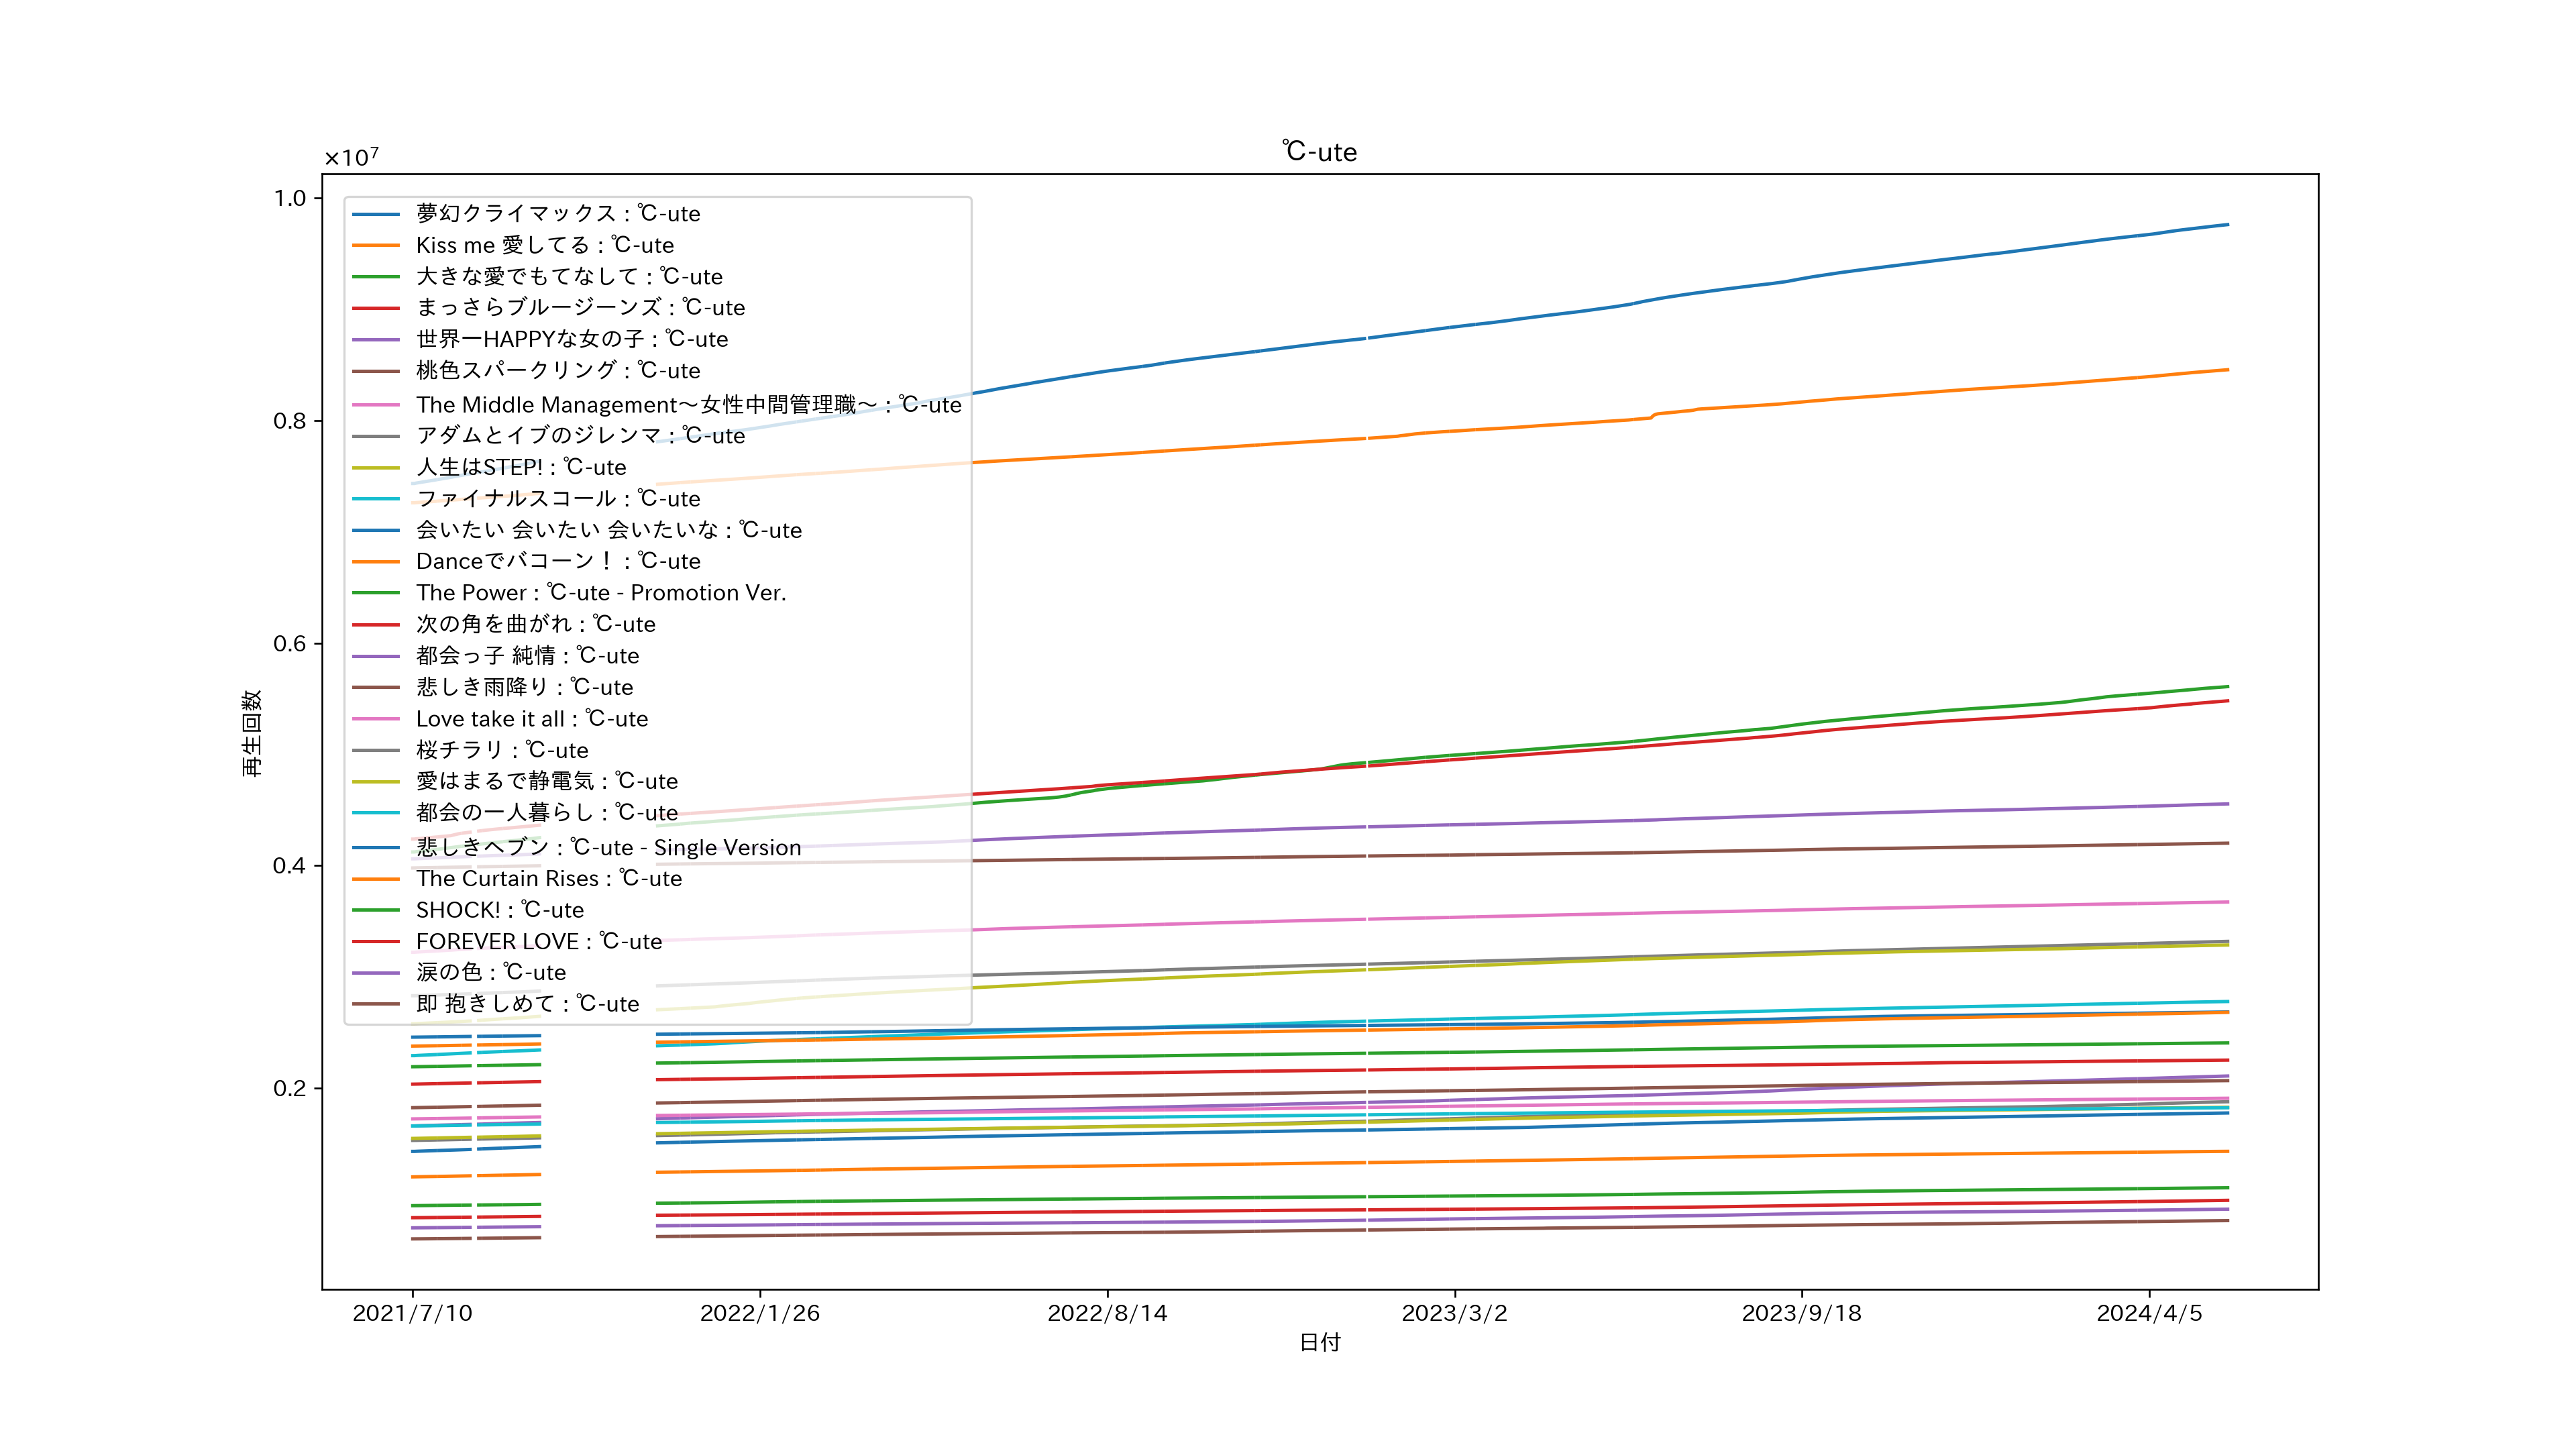 ℃-ute
×10⁷
1.0
0.8
0.6
0.4
0.2
再生回数
夢幻クライマックス : ℃-ute
Kiss me 愛してる : ℃-ute
大きな愛でもてなして : ℃-ute
まっさらブルージーンズ : ℃-ute
世界一HAPPYな女の子 : ℃-ute
桃色スパークリング : ℃-ute
The Middle Management〜女性中間管理職〜 : ℃-ute
アダムとイブのジレンマ : ℃-ute
人生はSTEP! : ℃-ute
ファイナルスコール : ℃-ute
会いたい 会いたい 会いたいな : ℃-ute
Danceでバコーン！ : ℃-ute
The Power : ℃-ute - Promotion Ver.
次の角を曲がれ : ℃-ute
都会っ子 純情 : ℃-ute
悲しき雨降り : ℃-ute
Love take it all : ℃-ute
桜チラリ : ℃-ute
愛はまるで静電気 : ℃-ute
都会の一人暮らし : ℃-ute
悲しきヘブン : ℃-ute - Single Version
The Curtain Rises : ℃-ute
SHOCK! : ℃-ute
FOREVER LOVE : ℃-ute
涙の色 : ℃-ute
即 抱きしめて : ℃-ute
2021/7/10
2022/1/26
2022/8/14
2023/3/2
2023/9/18
2024/4/5
日付